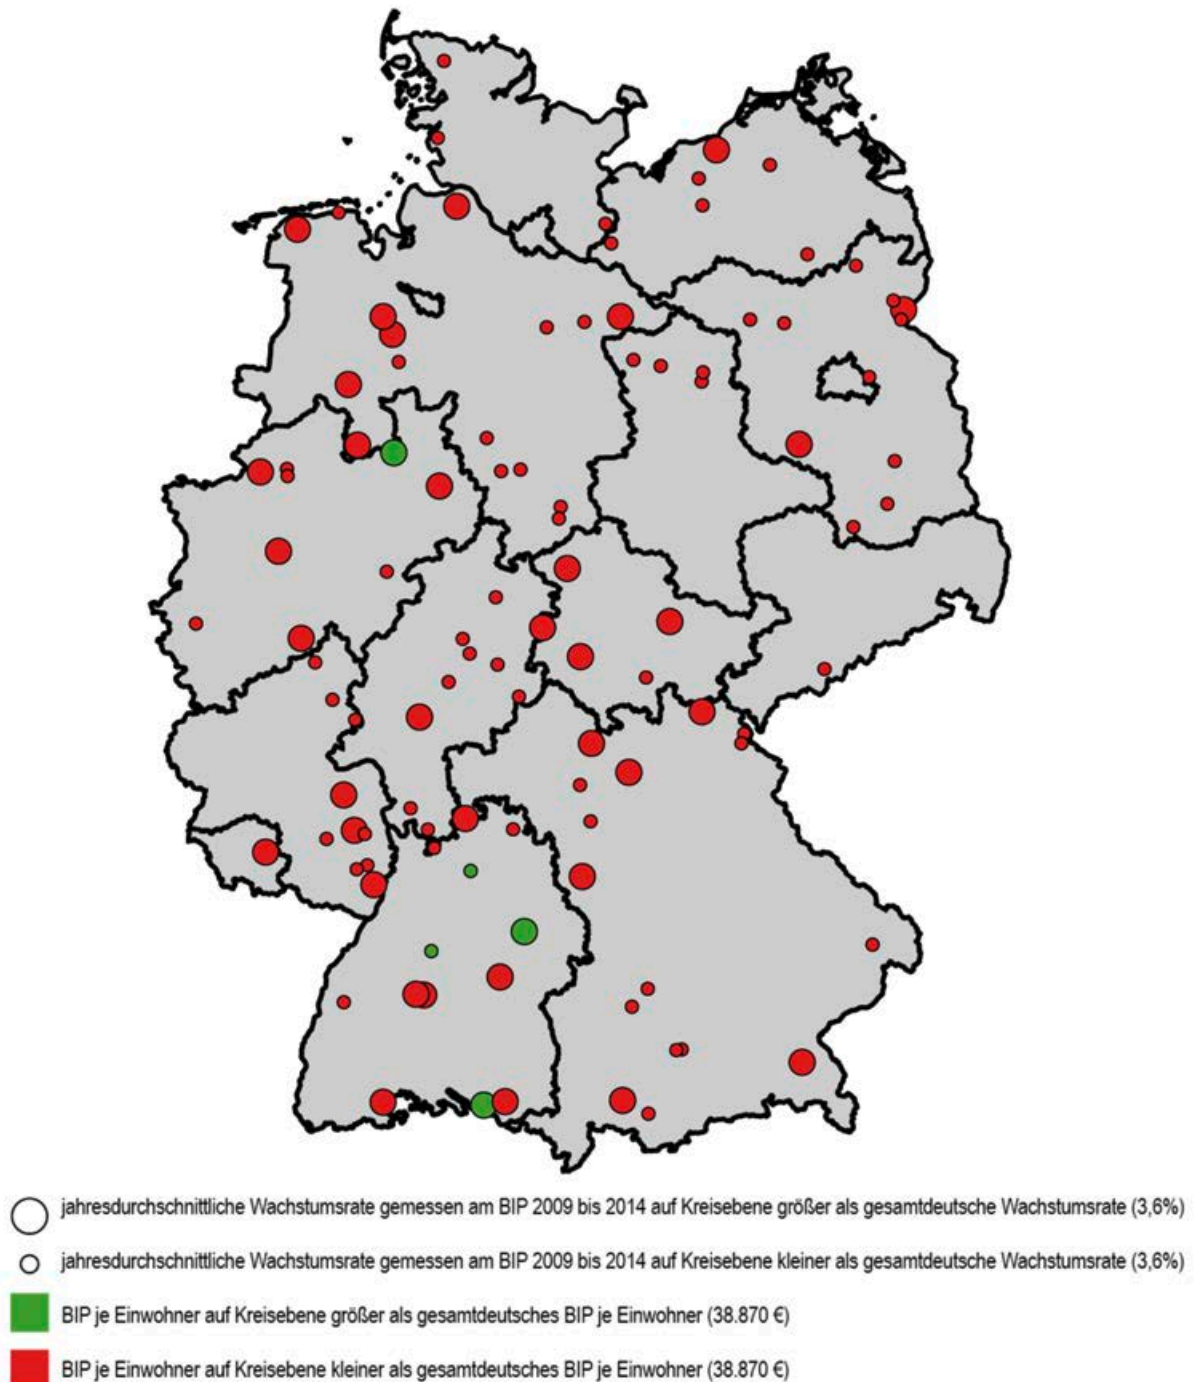 jahresdurchschnittliche Wachstumsrate gemessen am BIP 2009 bis 2014 auf Kreisebene größer als gesamtdeutsche Wachstumsrate (3,6%)
jahresdurchschnittliche Wachstumsrate gemessen am BIP 2009 bis 2014 auf Kreisebene kleiner als gesamtdeutsche Wachstumsrate (3,6%)
BIP je Einwohner auf Kreisebene größer als gesamtdeutsches BIP je Einwohner (38.870 €)
BIP je Einwohner auf Kreisebene kleiner als gesamtdeutsches BIP je Einwohner (38.870 €)